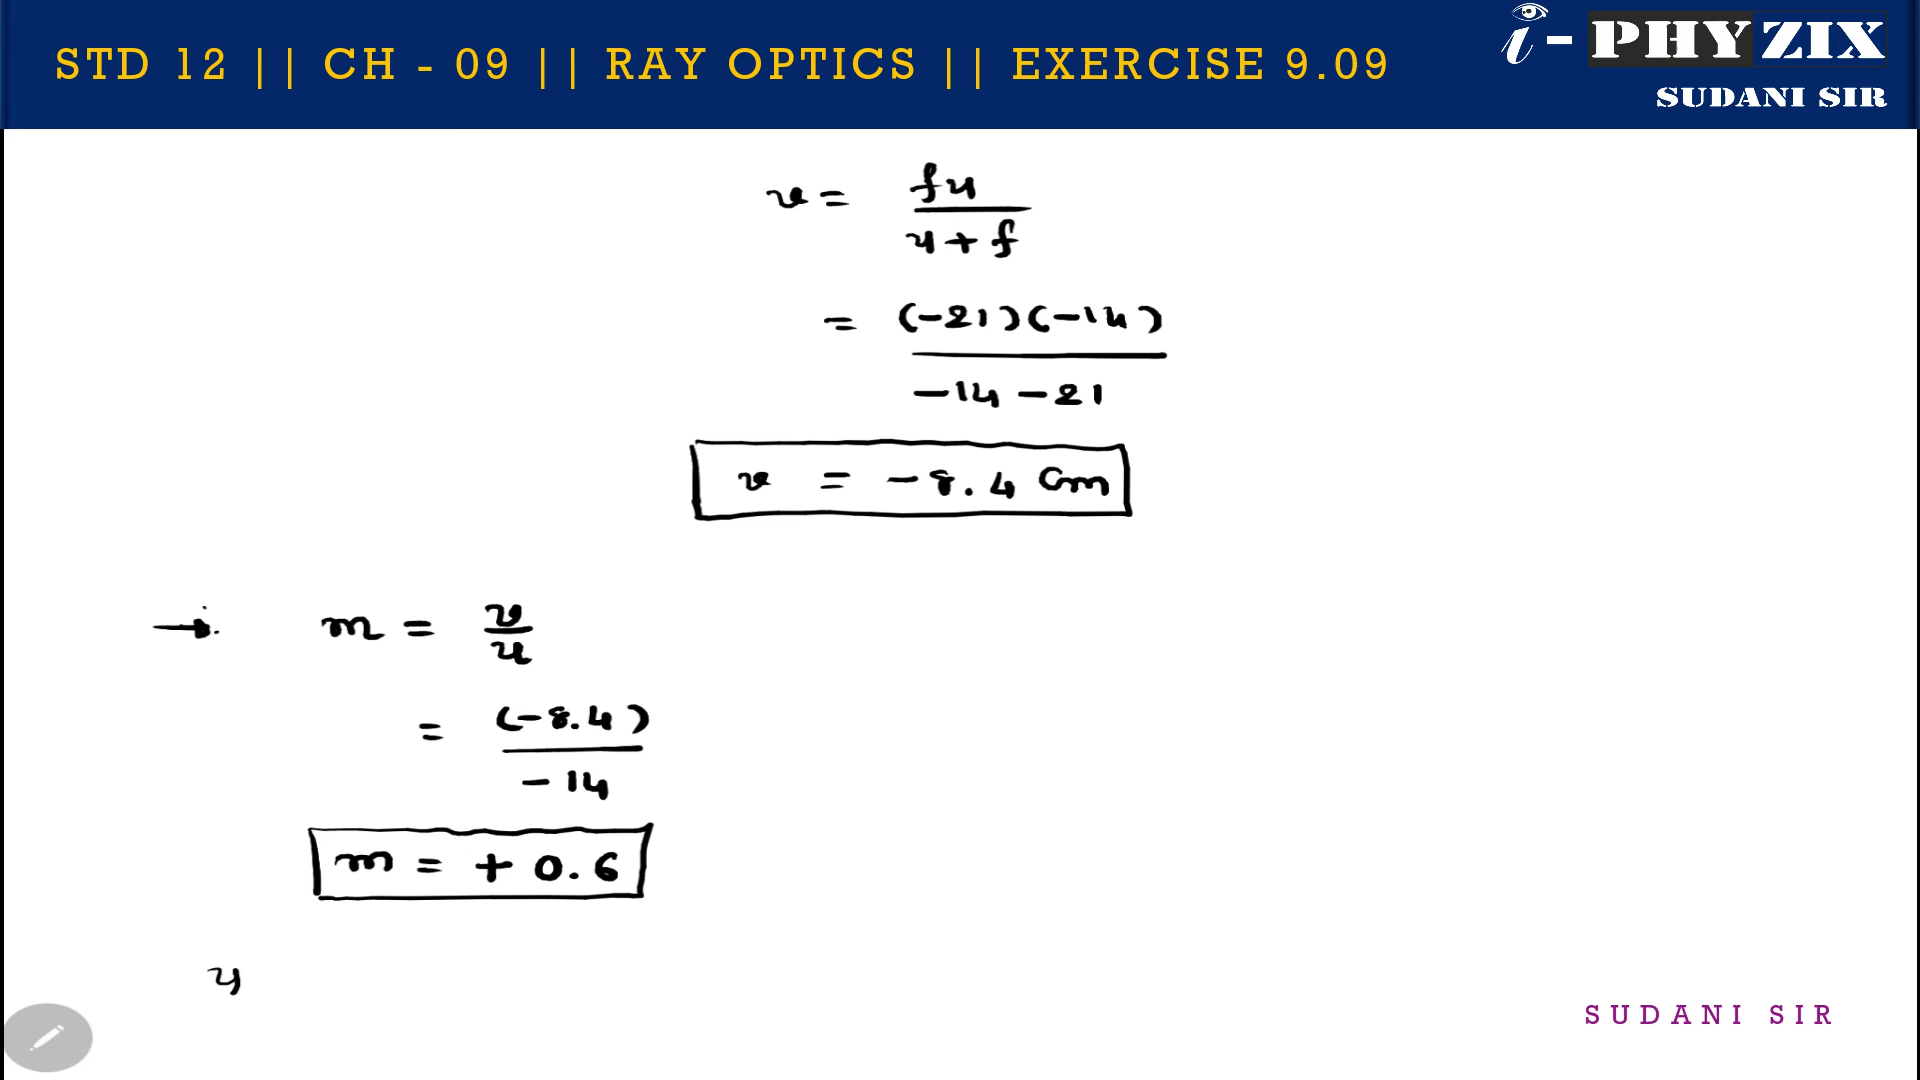 STD 12 || CH - 09 || RAY OPTICS || EXERCISE 9.09
i-PHYZIX
SUDANI SIR
v = fu / u + f
= (-21)(-14) / -14 - 21
v = -8.4 cm
→ m = v / u
= (-8.4) / -14
m = + 0.6
y
SUDANI SIR